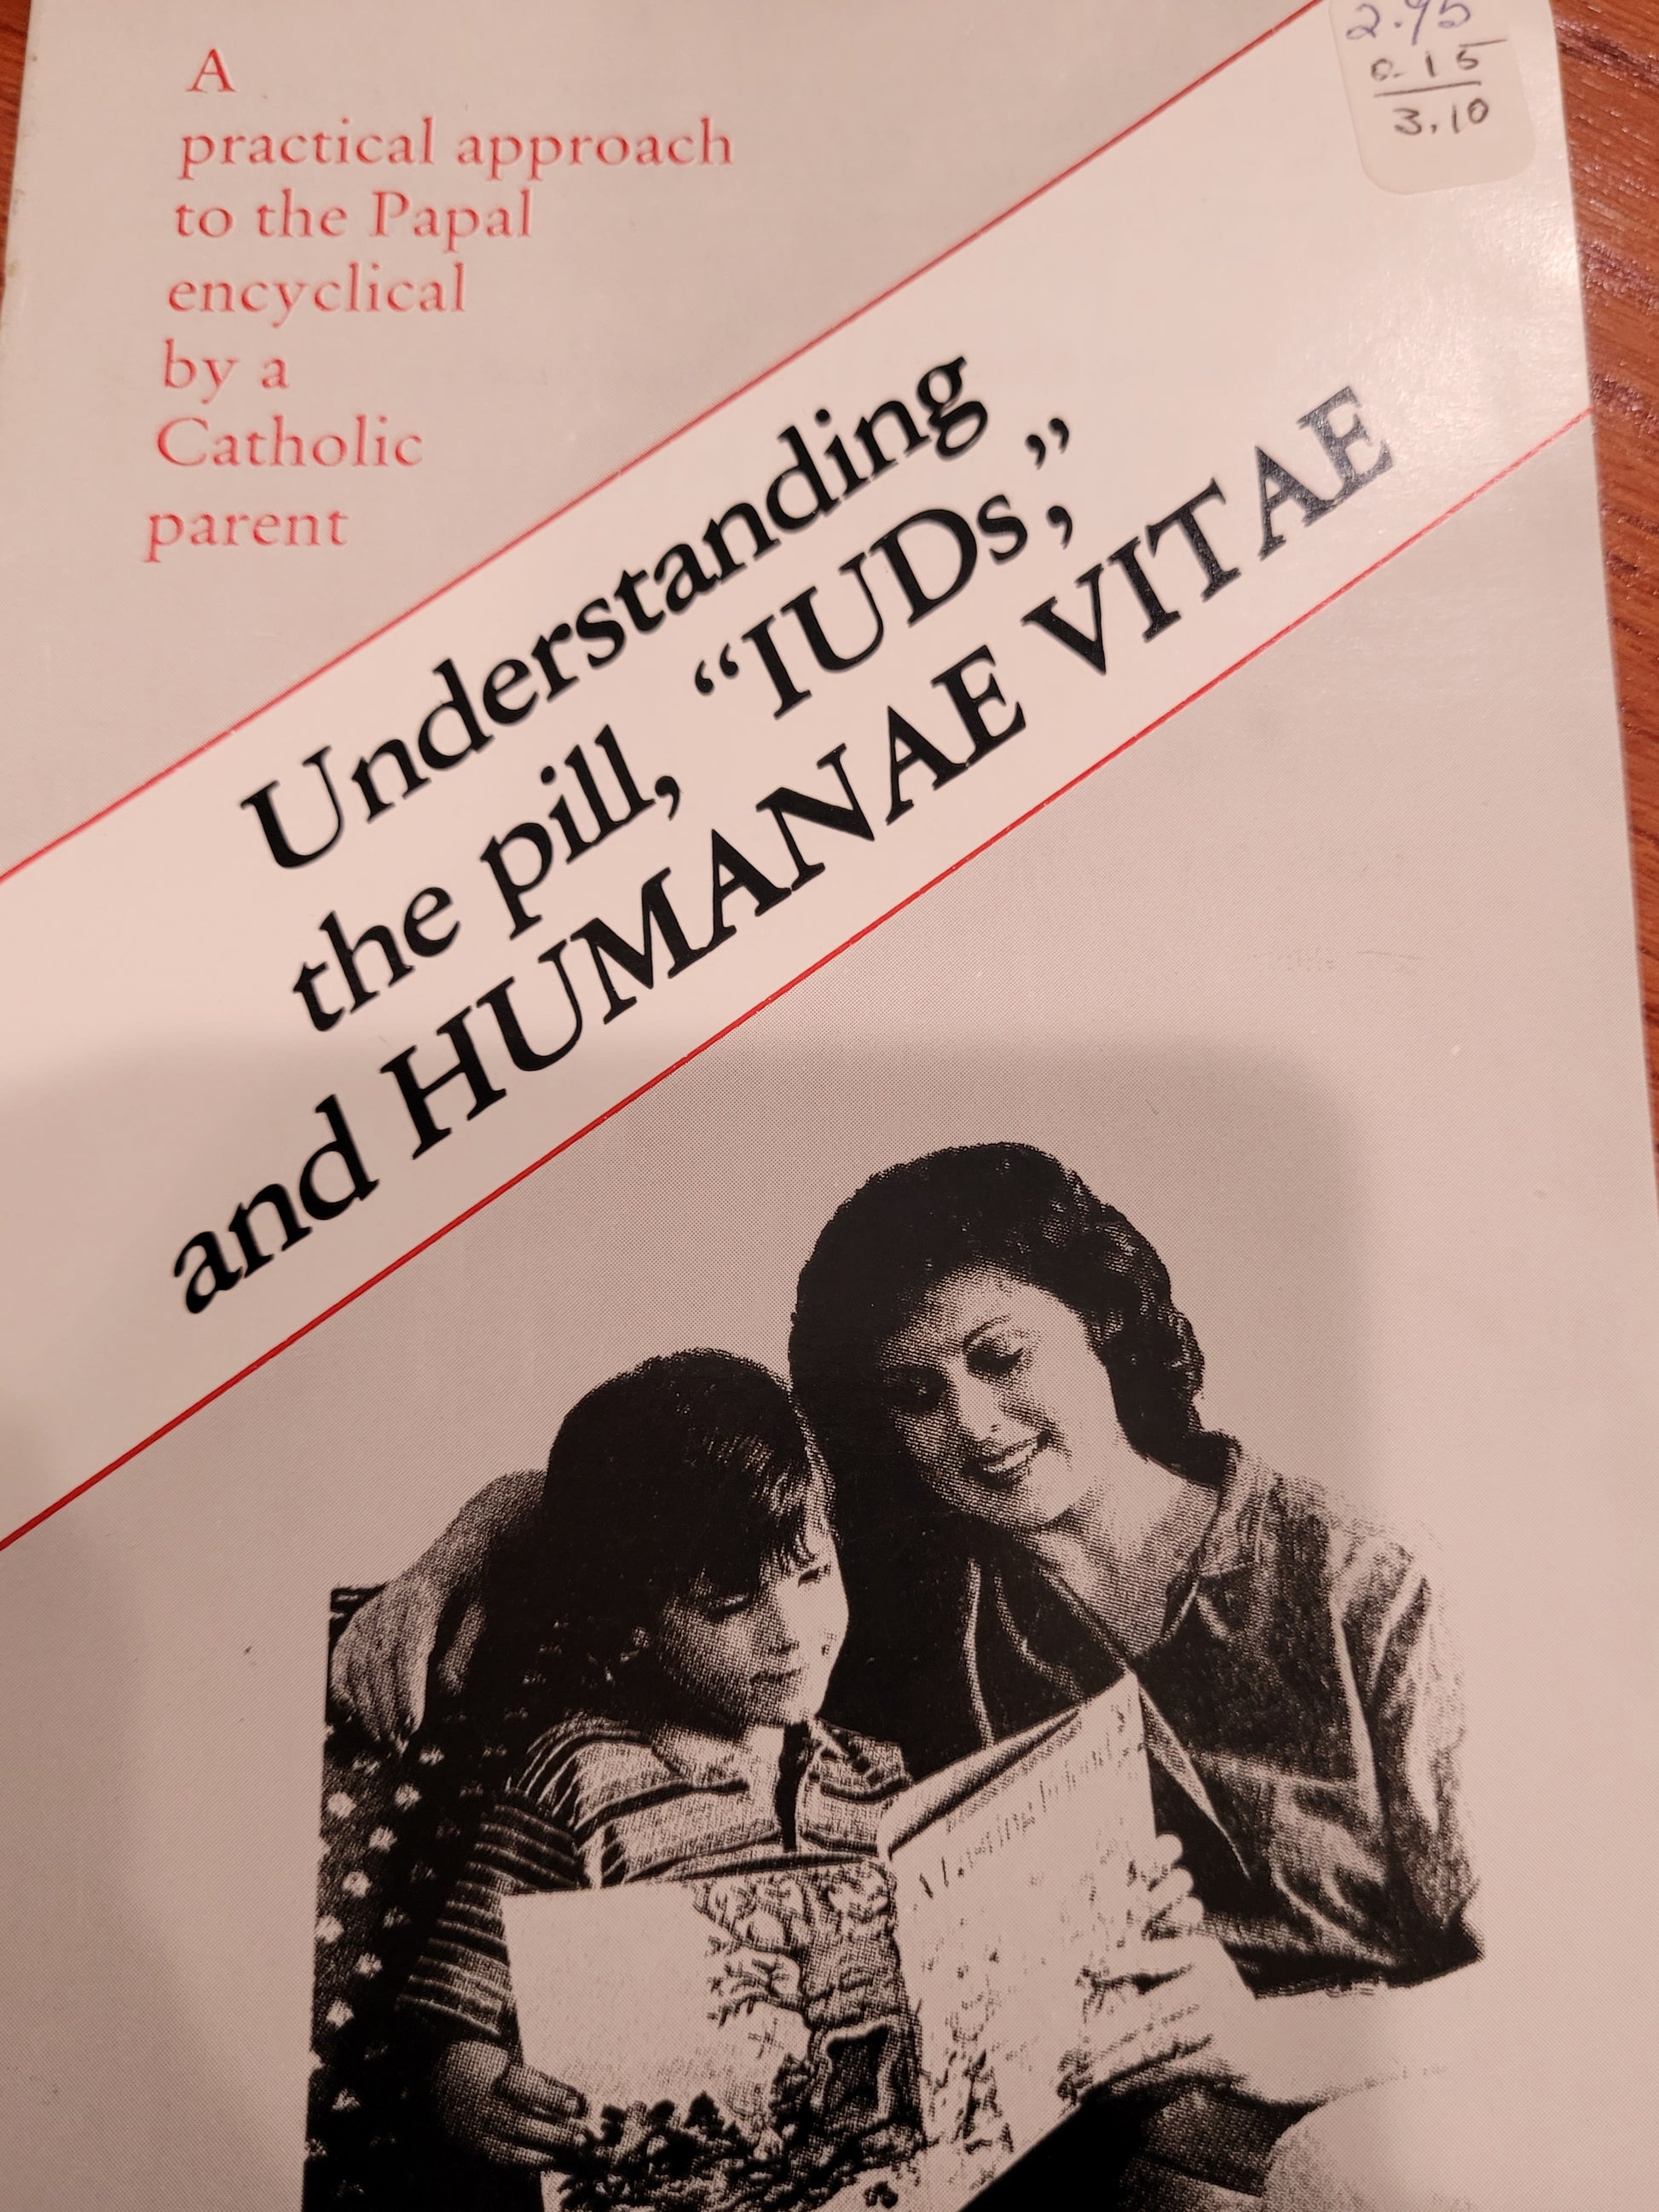 A
practical approach
to the Papal
encyclical
by a
Catholic
parent
2.95
0.15
3.10
Understanding
the pill, “IUDs,”
and HUMANAE VITAE